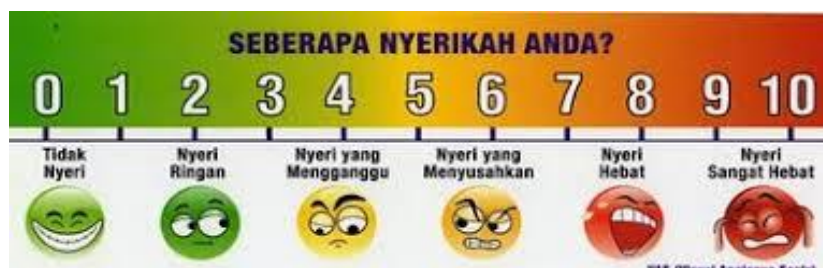 SEBERAPA NYERIKAH ANDA?
0 1 2 3 4 5 6 7 8 9 10
Tidak Nyeri
Nyeri Ringan
Nyeri yang Mengganggu
Nyeri yang Menyusahkan
Nyeri Hebat
Nyeri Sangat Hebat